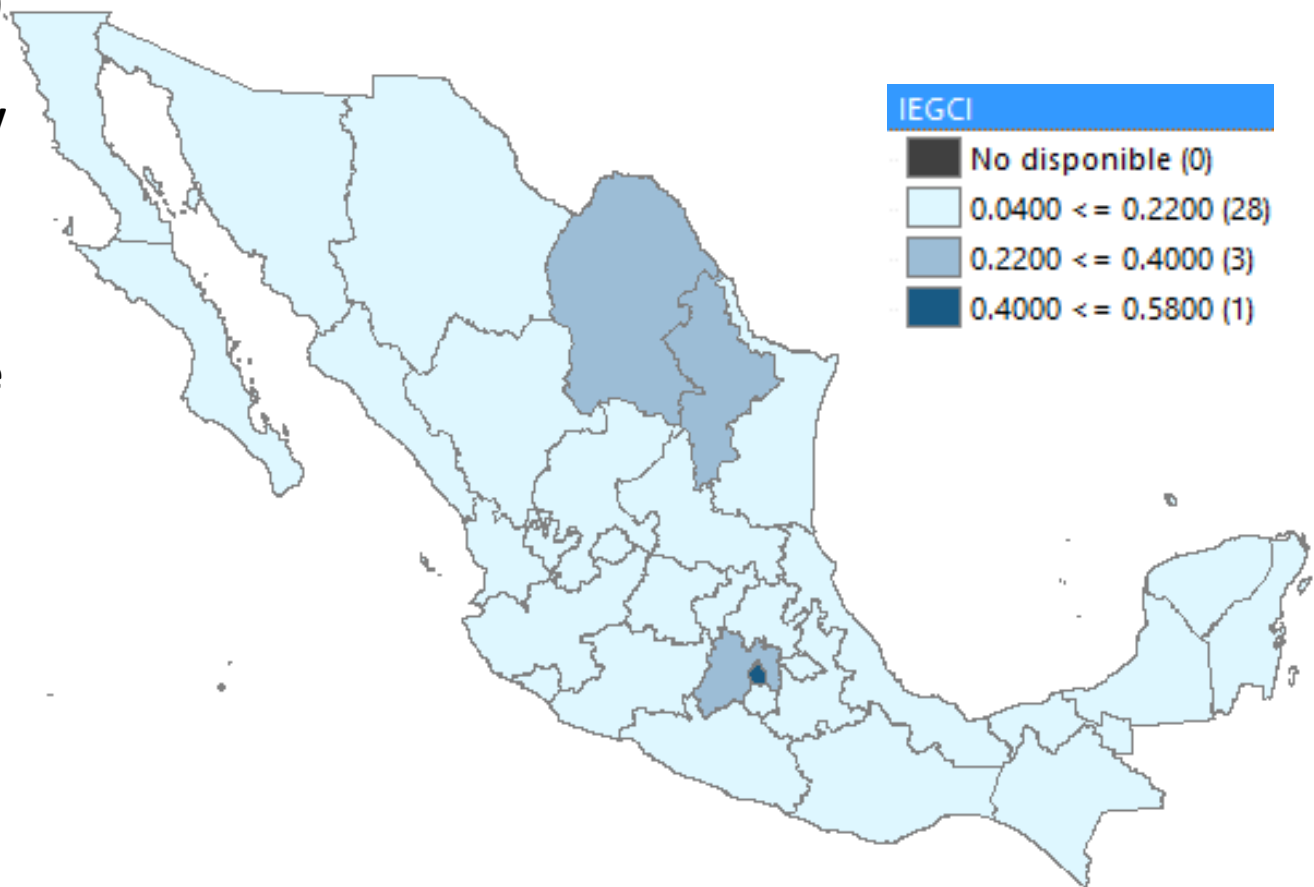 IEGCI
No disponible (0)
0.0400 <= 0.2200 (28)
0.2200 <= 0.4000 (3)
0.4000 <= 0.5800 (1)